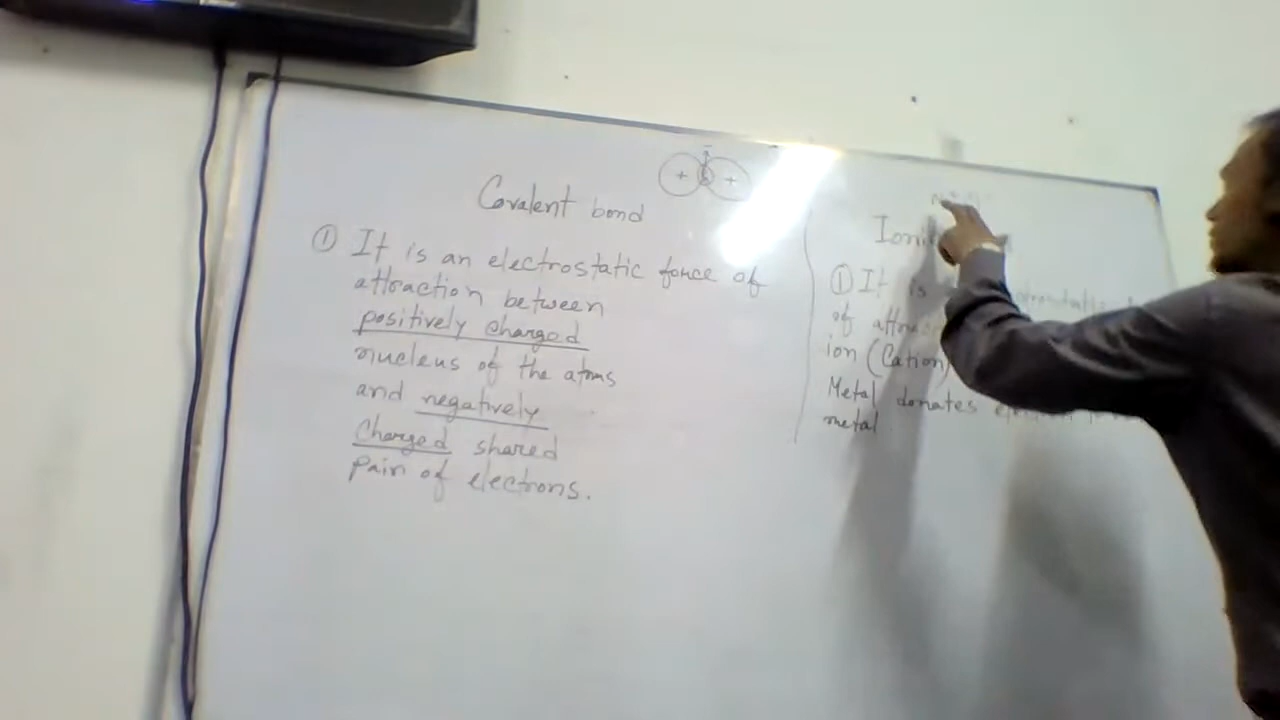 Covalent bond
① It is an electrostatic force of
attraction between
positively charged
nucleus of the atoms
and negatively
charged shared
pair of electrons.
① It is
of
ion (Cation)
Metal donates
metal
+ +